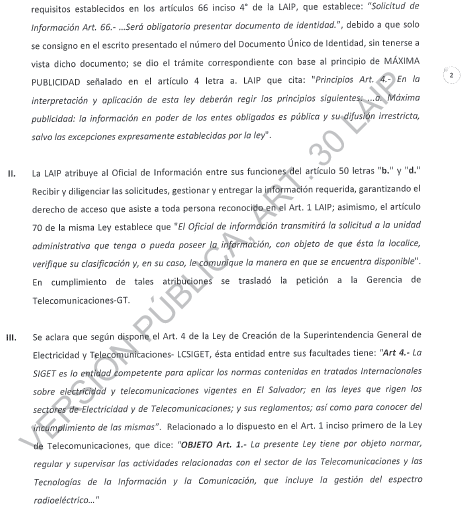 requisitos establecidos en los artículos 66 inciso 4° de la LAIP, que establece: "Solicitud de
Información Art. 66.- ...Será obligatorio presentar documento de identidad.", debido a que solo
se consigno en el escrito presentado el número del Documento Único de Identidad, sin tenerse a
vista dicho documento; se dio el trámite correspondiente con base al principio de MÁXIMA
PUBLICIDAD señalado en el artículo 4 letra a. LAIP que cita: "Principios Art. 4.- En la
2
interpretación y aplicación de esta ley deberán regir los principios siguientes: ...a. Máxima
publicidad: la información en poder de los entes obligados es pública y su difusión irrestricta,
salvo las excepciones expresamente establecidas por la ley".
II. La LAIP atribuye al Oficial de Información entre sus funciones del artículo 50 letras "b." y "d."
Recibir y diligenciar las solicitudes, gestionar y entregar la información requerida, garantizando el
derecho de acceso que asiste a toda persona reconocido en el Art. 1 LAIP; asimismo, el artículo
70 de la misma Ley establece que "El Oficial de información transmitirá la solicitud a la unidad
administrativa que tenga o pueda poseer la información, con objeto de que ésta la localice,
verifique su clasificación y, en su caso, le comunique la manera en que se encuentra disponible".
En cumplimiento de tales atribuciones se trasladó la petición a la Gerencia de
Telecomunicaciones-GT.
III. Se aclara que según dispone el Art. 4 de la Ley de Creación de la Superintendencia General de
Electricidad y Telecomunicaciones- LCSIGET, ésta entidad entre sus facultades tiene: "Art 4.- La
SIGET es la entidad competente para aplicar las normas contenidas en tratados Internacionales
sobre electricidad y telecomunicaciones vigentes en El Salvador; en las leyes que rigen los
sectores de Electricidad y de Telecomunicaciones; y sus reglamentos; así como para conocer del
incumplimiento de las mismas". Relacionado a lo dispuesto en el Art. 1 inciso primero de la Ley
de Telecomunicaciones, que dice: "OBJETO Art. 1.- La presente Ley tiene por objeto normar,
regular y supervisar las actividades relacionadas con el sector de las Telecomunicaciones y las
Tecnologías de la Información y la Comunicación, que incluye la gestión del espectro
radioeléctrico..."
VERSION PÚBLICA, ART. 30 LAIP